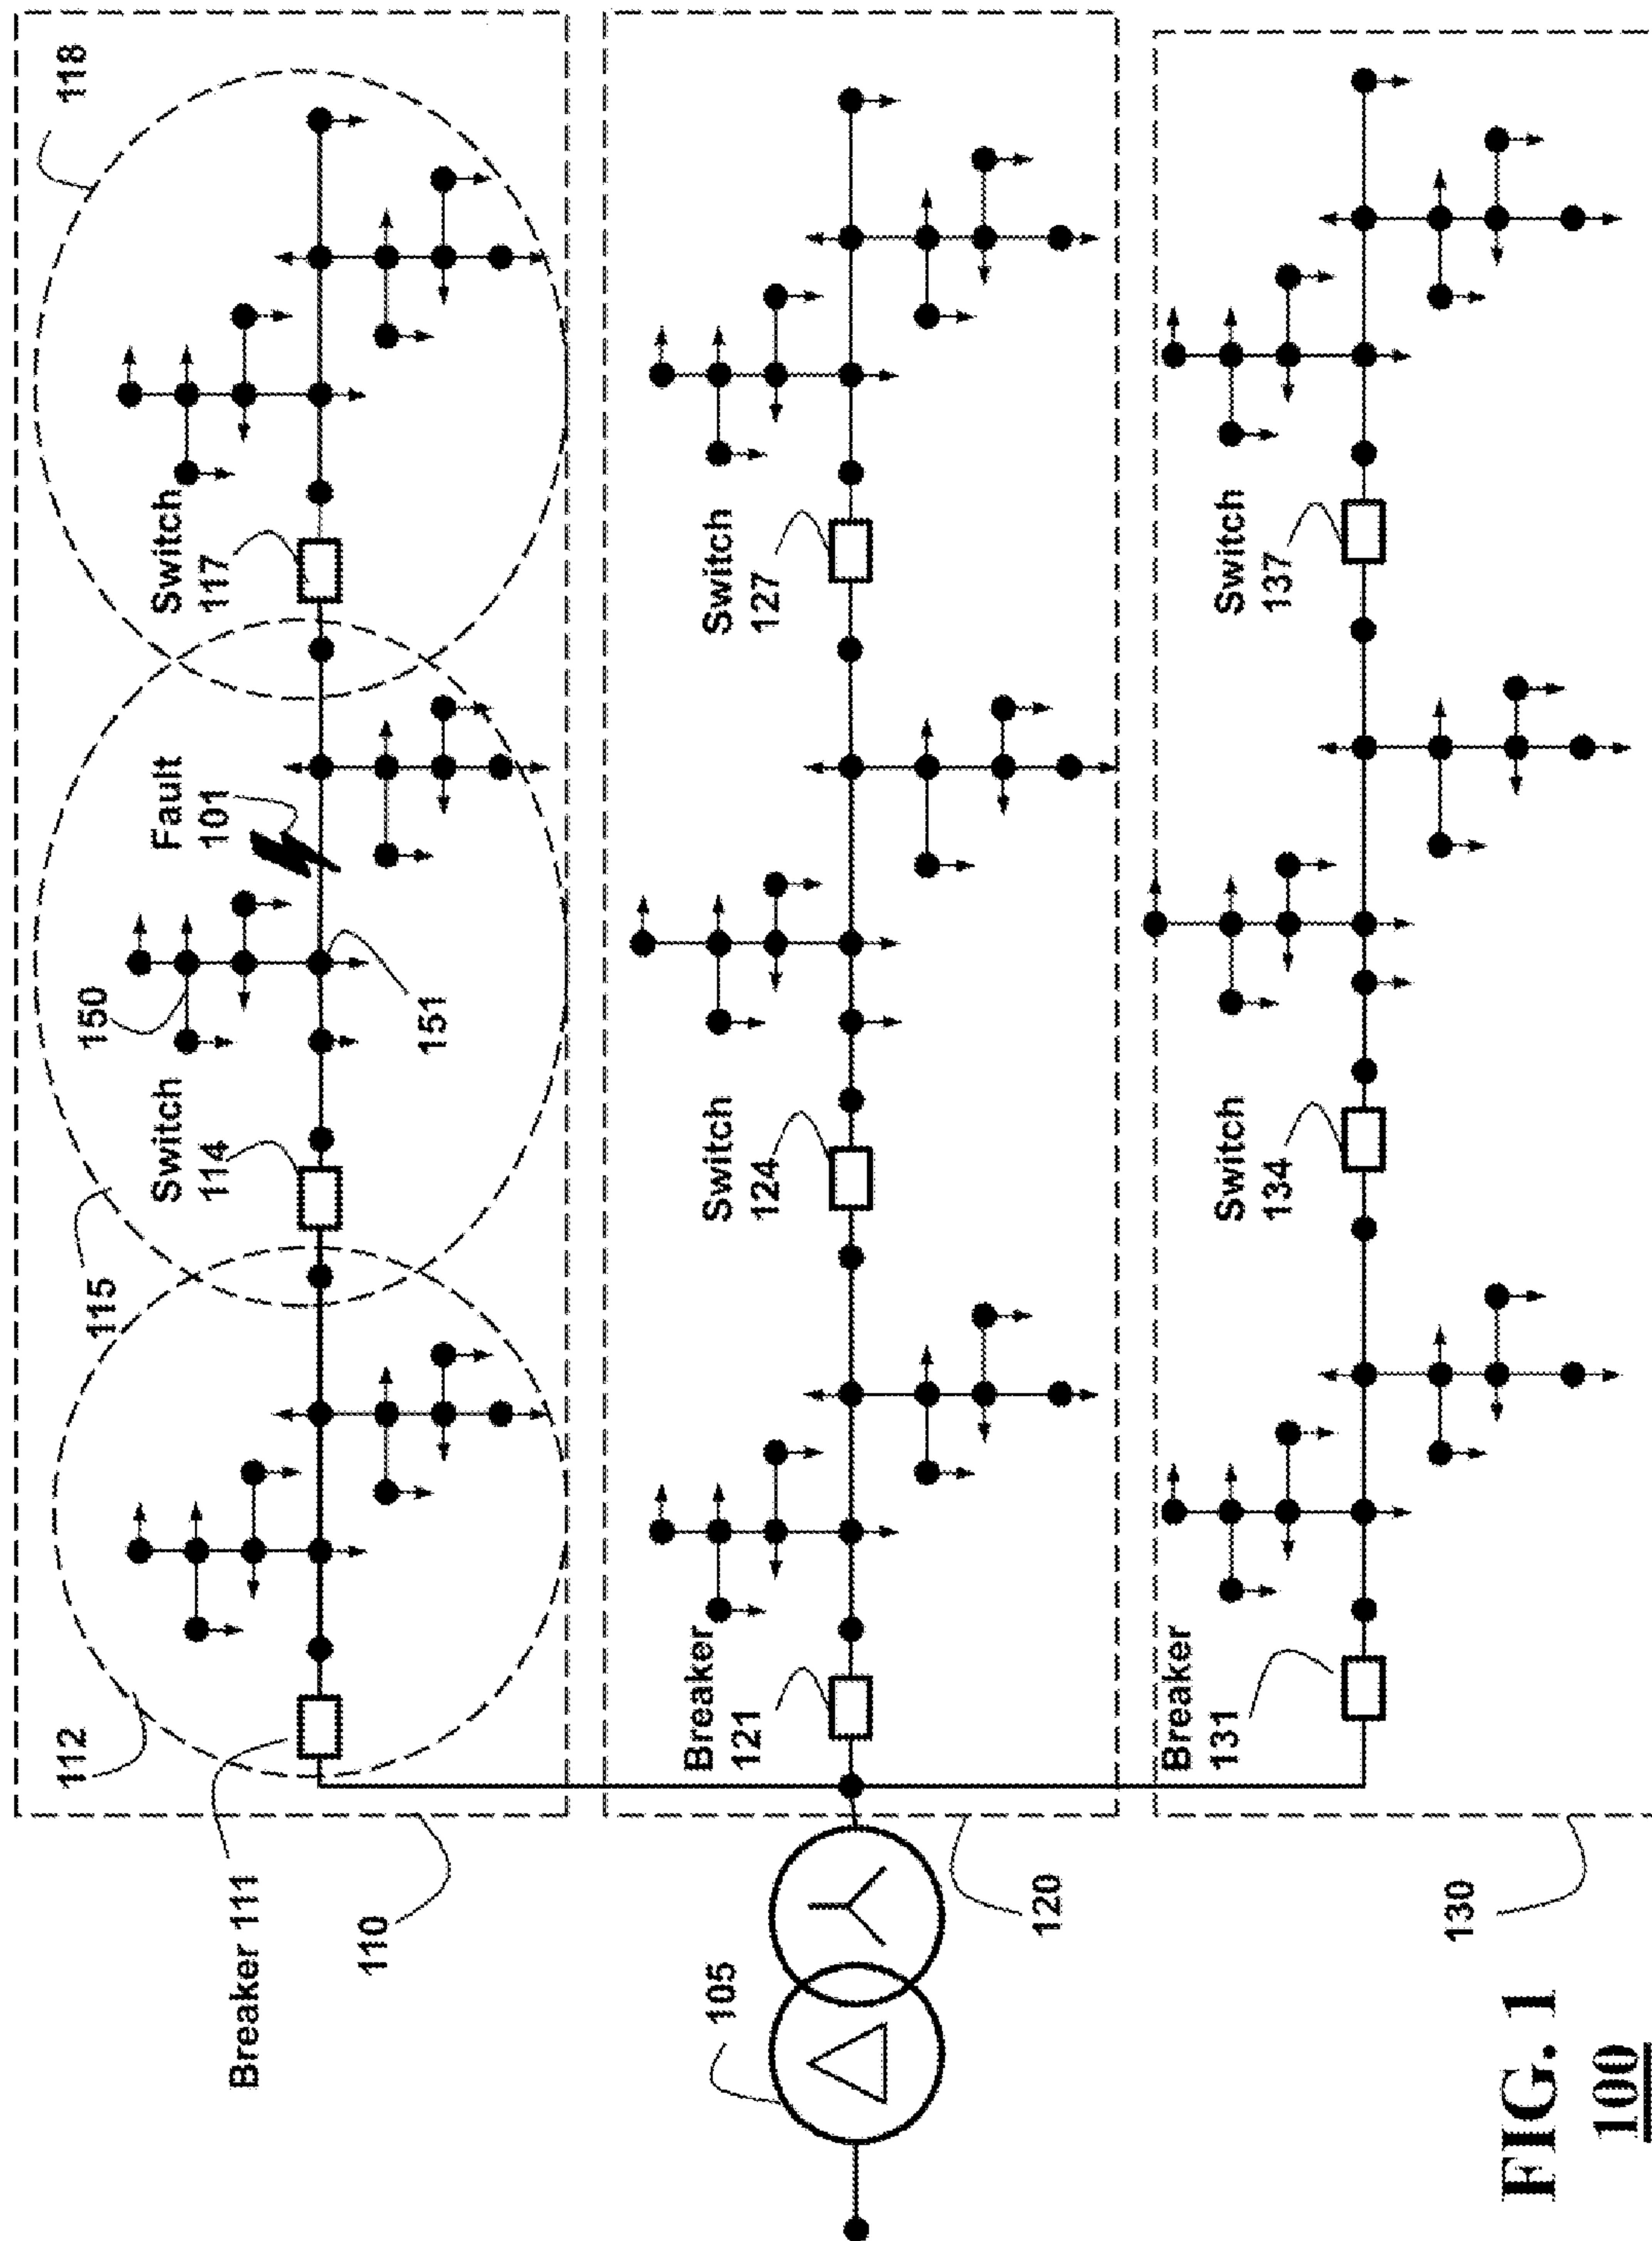 118
Switch
117
Fault
101
150
151
Switch
114
115
112
Breaker 111
110
Switch
127
Switch
124
Breaker
121
120
105
Switch
137
Switch
134
Breaker
131
130
FIG. 1
100